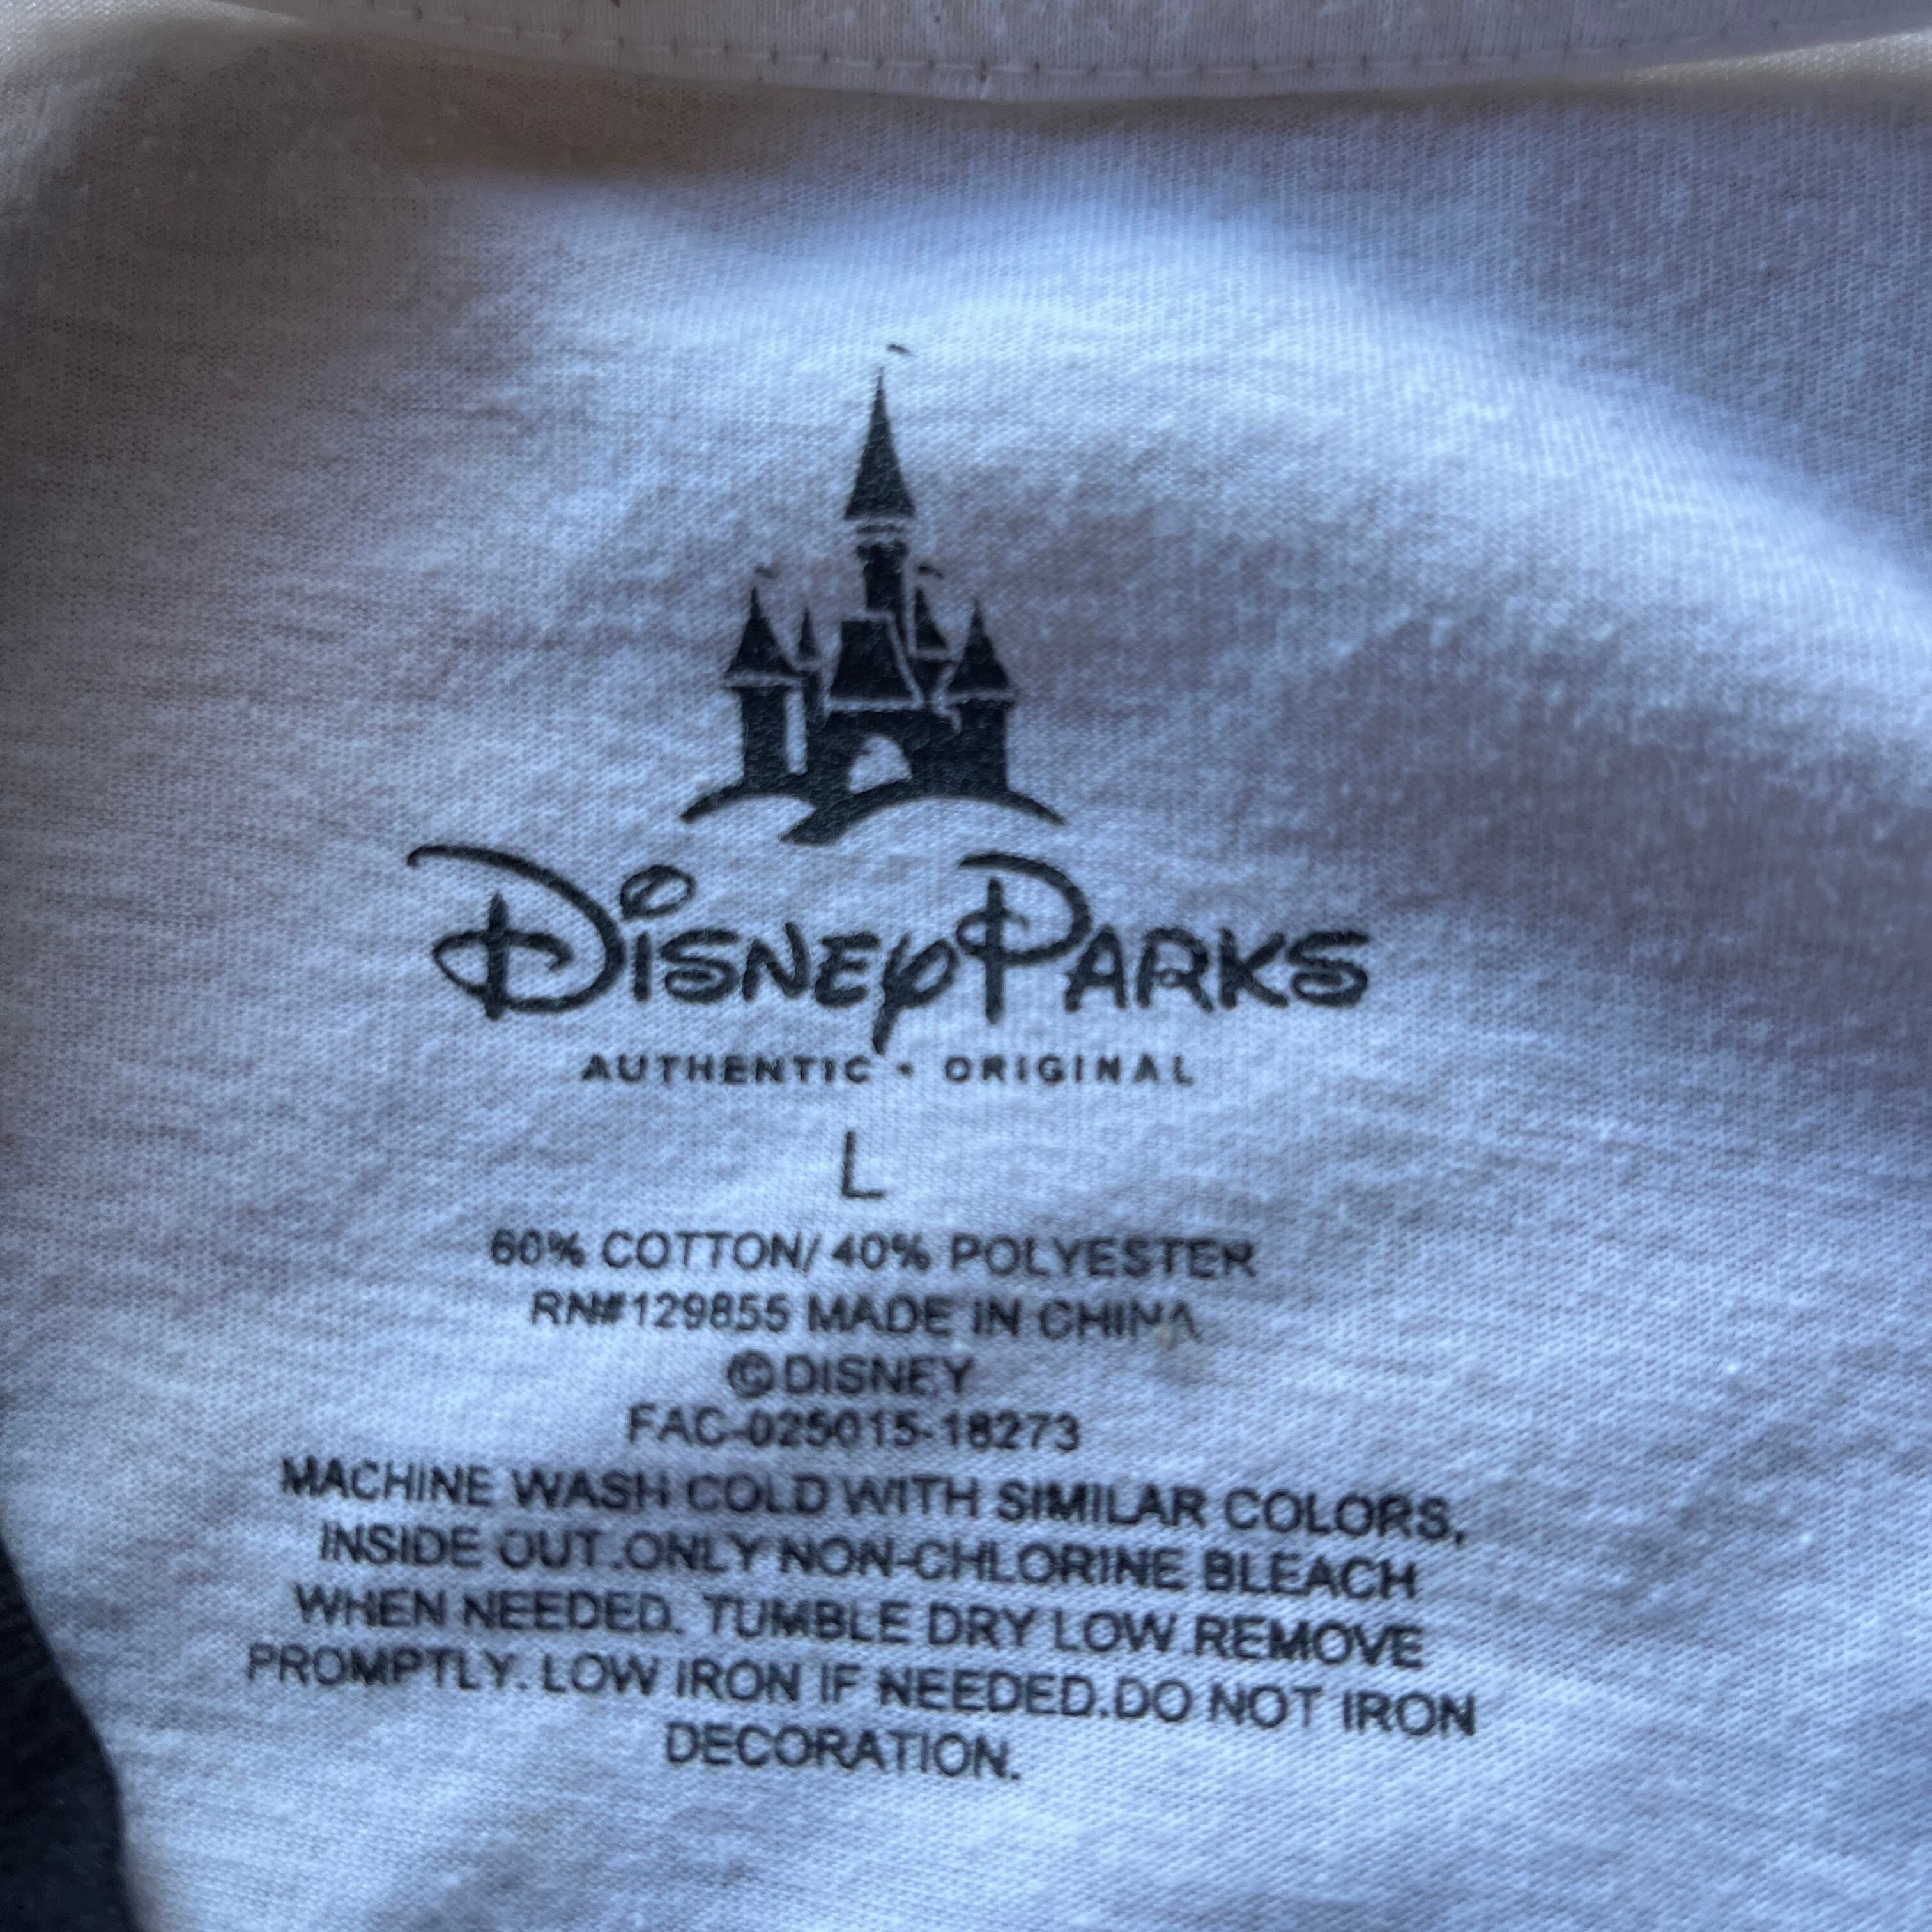 DISNEY PARKS
AUTHENTIC • ORIGINAL
L
60% COTTON/ 40% POLYESTER
RN#129855 MADE IN CHINA
©DISNEY
FAC-025015-18273
MACHINE WASH COLD WITH SIMILAR COLORS,
INSIDE OUT.ONLY NON-CHLORINE BLEACH
WHEN NEEDED. TUMBLE DRY LOW.REMOVE
PROMPTLY. LOW IRON IF NEEDED.DO NOT IRON
DECORATION.